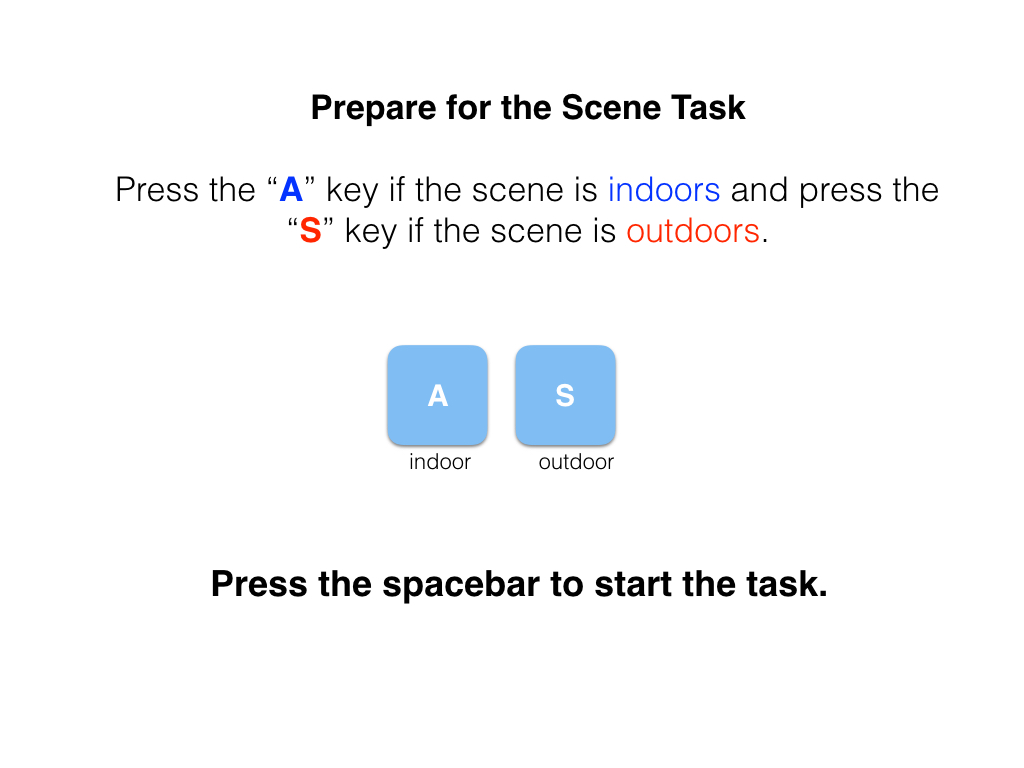 Prepare for the Scene Task
Press the “A” key if the scene is indoors and press the
“S” key if the scene is outdoors.
A S
indoor outdoor
Press the spacebar to start the task.